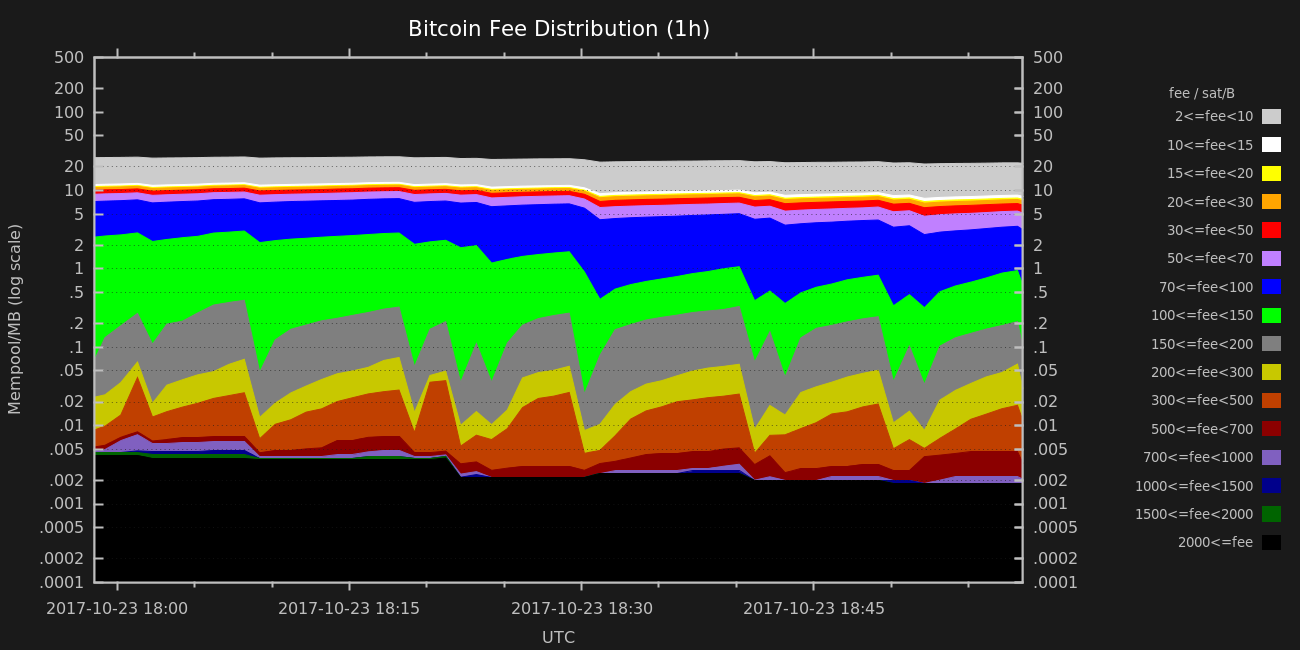 Bitcoin Fee Distribution (1h)
500 500
200 200
100 100
50 50
20 20
10 10
5 5
2 2
1 1
.5 .5
.2 .2
.1 .1
.05 .05
.02 .02
.01 .01
.005 .005
.002 .002
.001 .001
.0005 .0005
.0002 .0002
.0001 .0001
Mempool/MB (log scale)
2017-10-23 18:00 2017-10-23 18:15 2017-10-23 18:30 2017-10-23 18:45
UTC
fee / sat/B
2<=fee<10
10<=fee<15
15<=fee<20
20<=fee<30
30<=fee<50
50<=fee<70
70<=fee<100
100<=fee<150
150<=fee<200
200<=fee<300
300<=fee<500
500<=fee<700
700<=fee<1000
1000<=fee<1500
1500<=fee<2000
2000<=fee